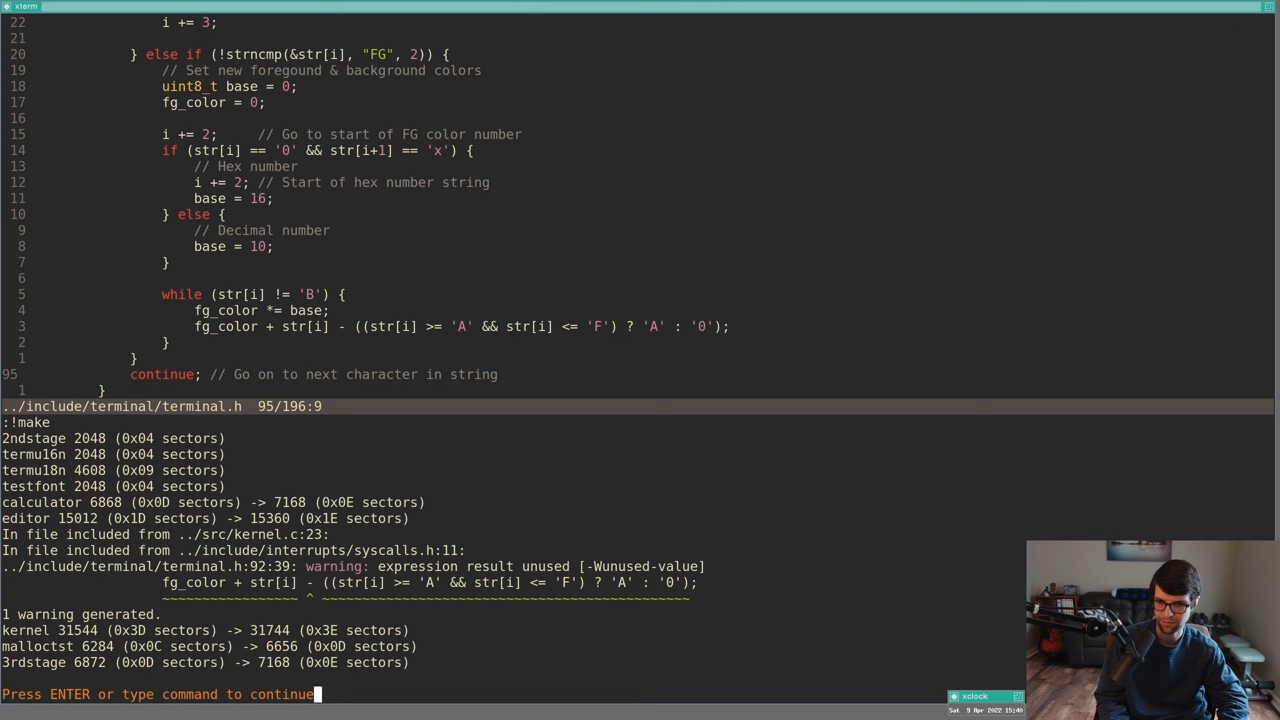 xterm
22                  i += 3;
21
20              } else if (!strncmp(&str[i], "FG", 2)) {
19                  // Set new foregound & background colors
18                  uint8_t base = 0;
17                  fg_color = 0;
16
15                  i += 2;     // Go to start of FG color number
14                  if (str[i] == '0' && str[i+1] == 'x') {
13                      // Hex number
12                      i += 2; // Start of hex number string
11                      base = 16;
10                  } else {
9                      // Decimal number
8                      base = 10;
7                  }
6
5                  while (str[i] != 'B') {
4                      fg_color *= base;
3                      fg_color + str[i] - ((str[i] >= 'A' && str[i] <= 'F') ? 'A' : '0');
2                  }
1              }
95              continue; // Go on to next character in string
1          }
../include/terminal/terminal.h  95/196:9
:!make
2ndstage 2048 (0x04 sectors)
termu16n 2048 (0x04 sectors)
termu18n 4608 (0x09 sectors)
testfont 2048 (0x04 sectors)
calculator 6868 (0x0D sectors) -> 7168 (0x0E sectors)
editor 15012 (0x1D sectors) -> 15360 (0x1E sectors)
In file included from ../src/kernel.c:23:
In file included from ../include/interrupts/syscalls.h:11:
../include/terminal/terminal.h:92:39: warning: expression result unused [-Wunused-value]
                    fg_color + str[i] - ((str[i] >= 'A' && str[i] <= 'F') ? 'A' : '0');
                    ~~~~~~~~~~~~~~~~~ ^ ~~~~~~~~~~~~~~~~~~~~~~~~~~~~~~~~~~~~~~~~~~~~~~
1 warning generated.
kernel 31544 (0x3D sectors) -> 31744 (0x3E sectors)
malloctst 6284 (0x0C sectors) -> 6656 (0x0D sectors)
3rdstage 6872 (0x0D sectors) -> 7168 (0x0E sectors)
Press ENTER or type command to continue
xclock
Sat  9 Apr 2022 15:49